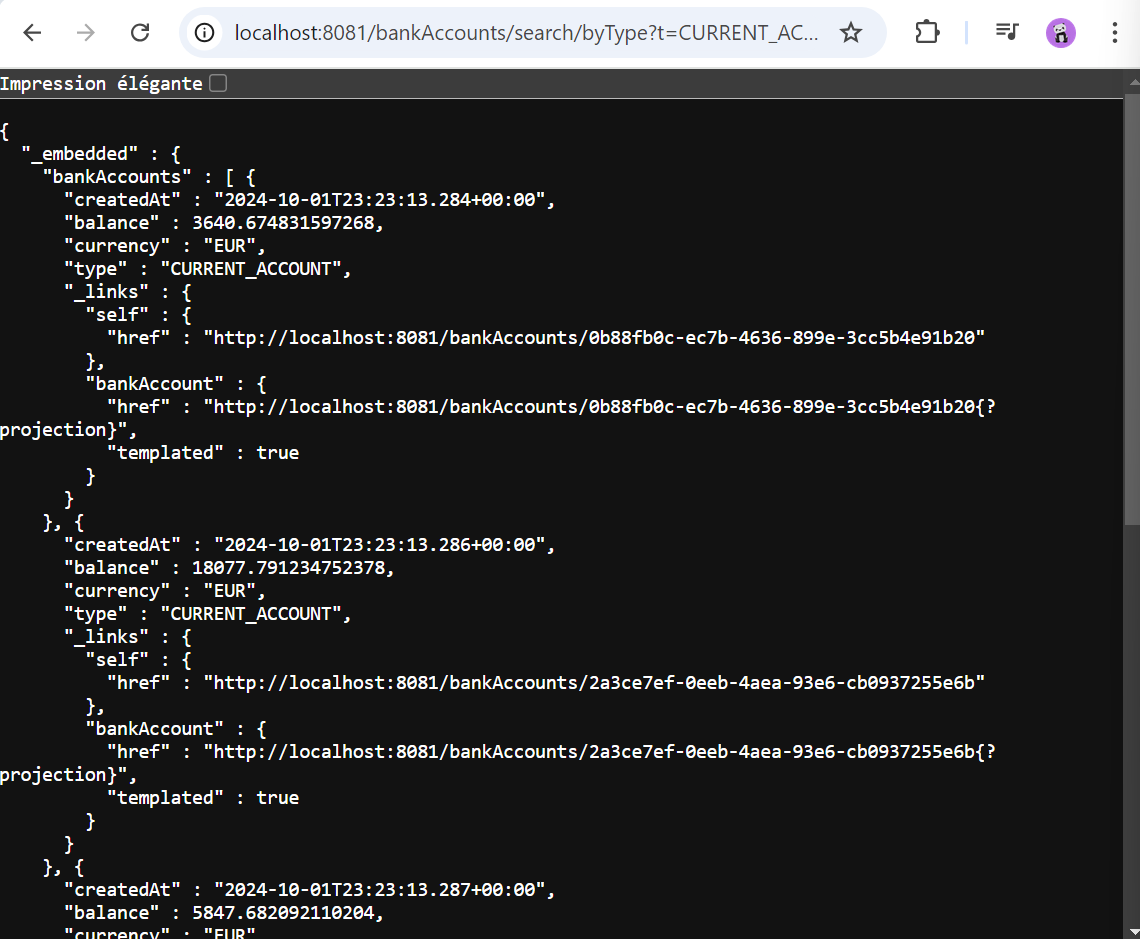 localhost:8081/bankAccounts/search/byType?t=CURRENT_AC...
Impression élégante
{
  "_embedded" : {
    "bankAccounts" : [ {
      "createdAt" : "2024-10-01T23:23:13.284+00:00",
      "balance" : 3640.674831597268,
      "currency" : "EUR",
      "type" : "CURRENT_ACCOUNT",
      "_links" : {
        "self" : {
          "href" : "http://localhost:8081/bankAccounts/0b88fb0c-ec7b-4636-899e-3cc5b4e91b20"
        },
        "bankAccount" : {
          "href" : "http://localhost:8081/bankAccounts/0b88fb0c-ec7b-4636-899e-3cc5b4e91b20{?
projection}",
          "templated" : true
        }
      }
    }, {
      "createdAt" : "2024-10-01T23:23:13.286+00:00",
      "balance" : 18077.791234752378,
      "currency" : "EUR",
      "type" : "CURRENT_ACCOUNT",
      "_links" : {
        "self" : {
          "href" : "http://localhost:8081/bankAccounts/2a3ce7ef-0eeb-4aea-93e6-cb0937255e6b"
        },
        "bankAccount" : {
          "href" : "http://localhost:8081/bankAccounts/2a3ce7ef-0eeb-4aea-93e6-cb0937255e6b{?
projection}",
          "templated" : true
        }
      }
    }, {
      "createdAt" : "2024-10-01T23:23:13.287+00:00",
      "balance" : 5847.682092110204,
      "currency" : "EUR"